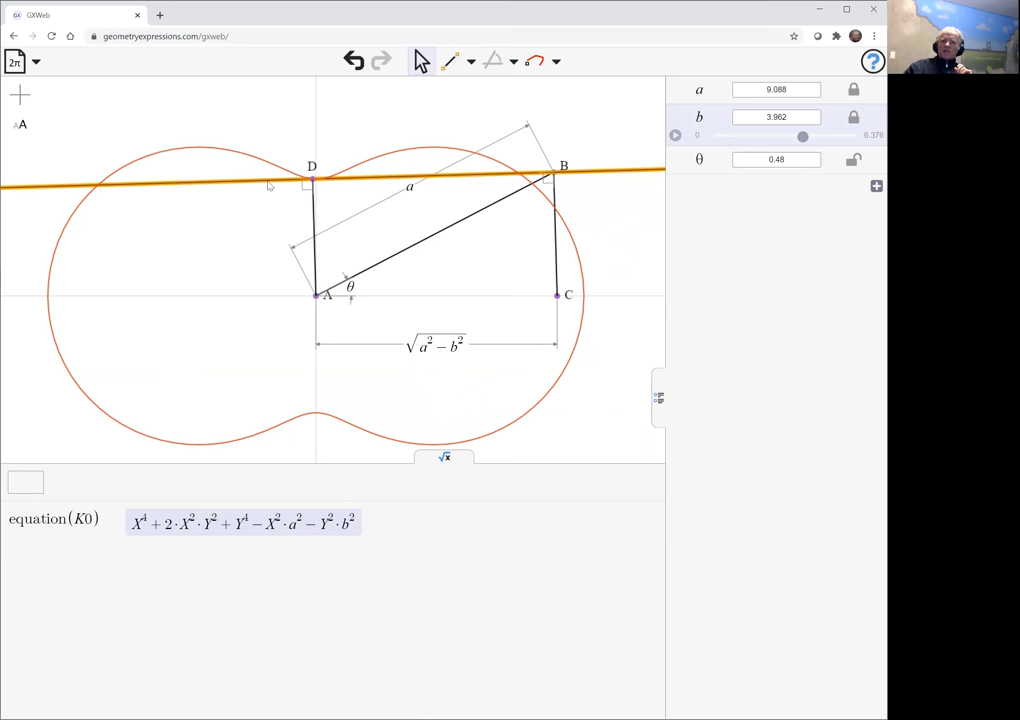 GXWeb
geometryexpressions.com/gxweb/
2π
?
AA
a 9.088
b 3.962
0 6.376
θ 0.48
D
B
a
θ
A
C
√(a² − b²)
√x
equation(K0) X⁴ + 2·X²·Y² + Y⁴ − X²·a² − Y²·b²